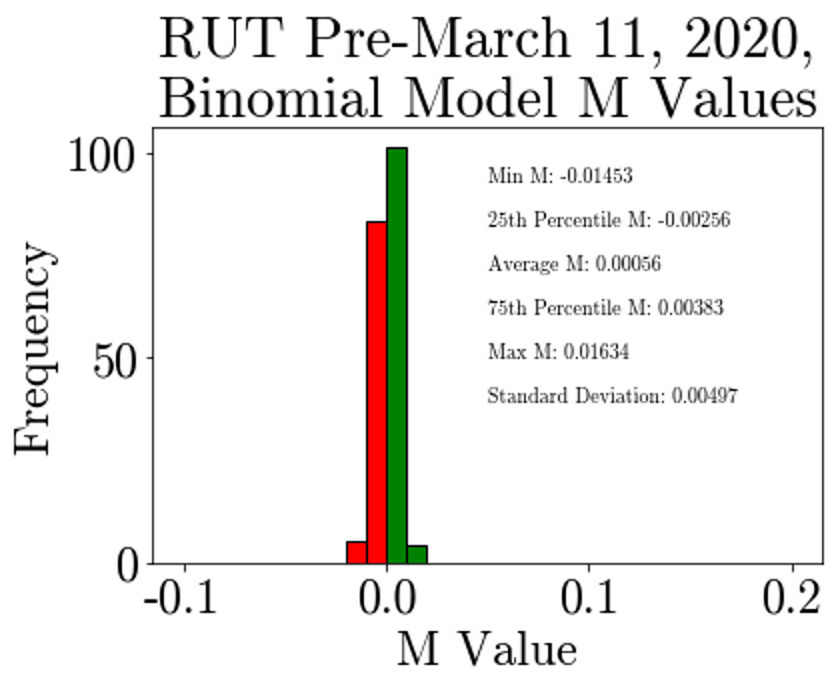 RUT Pre-March 11, 2020,
Binomial Model M Values
100
50
0
Frequency
Min M: -0.01453
25th Percentile M: -0.00256
Average M: 0.00056
75th Percentile M: 0.00383
Max M: 0.01634
Standard Deviation: 0.00497
-0.1 0.0 0.1 0.2
M Value